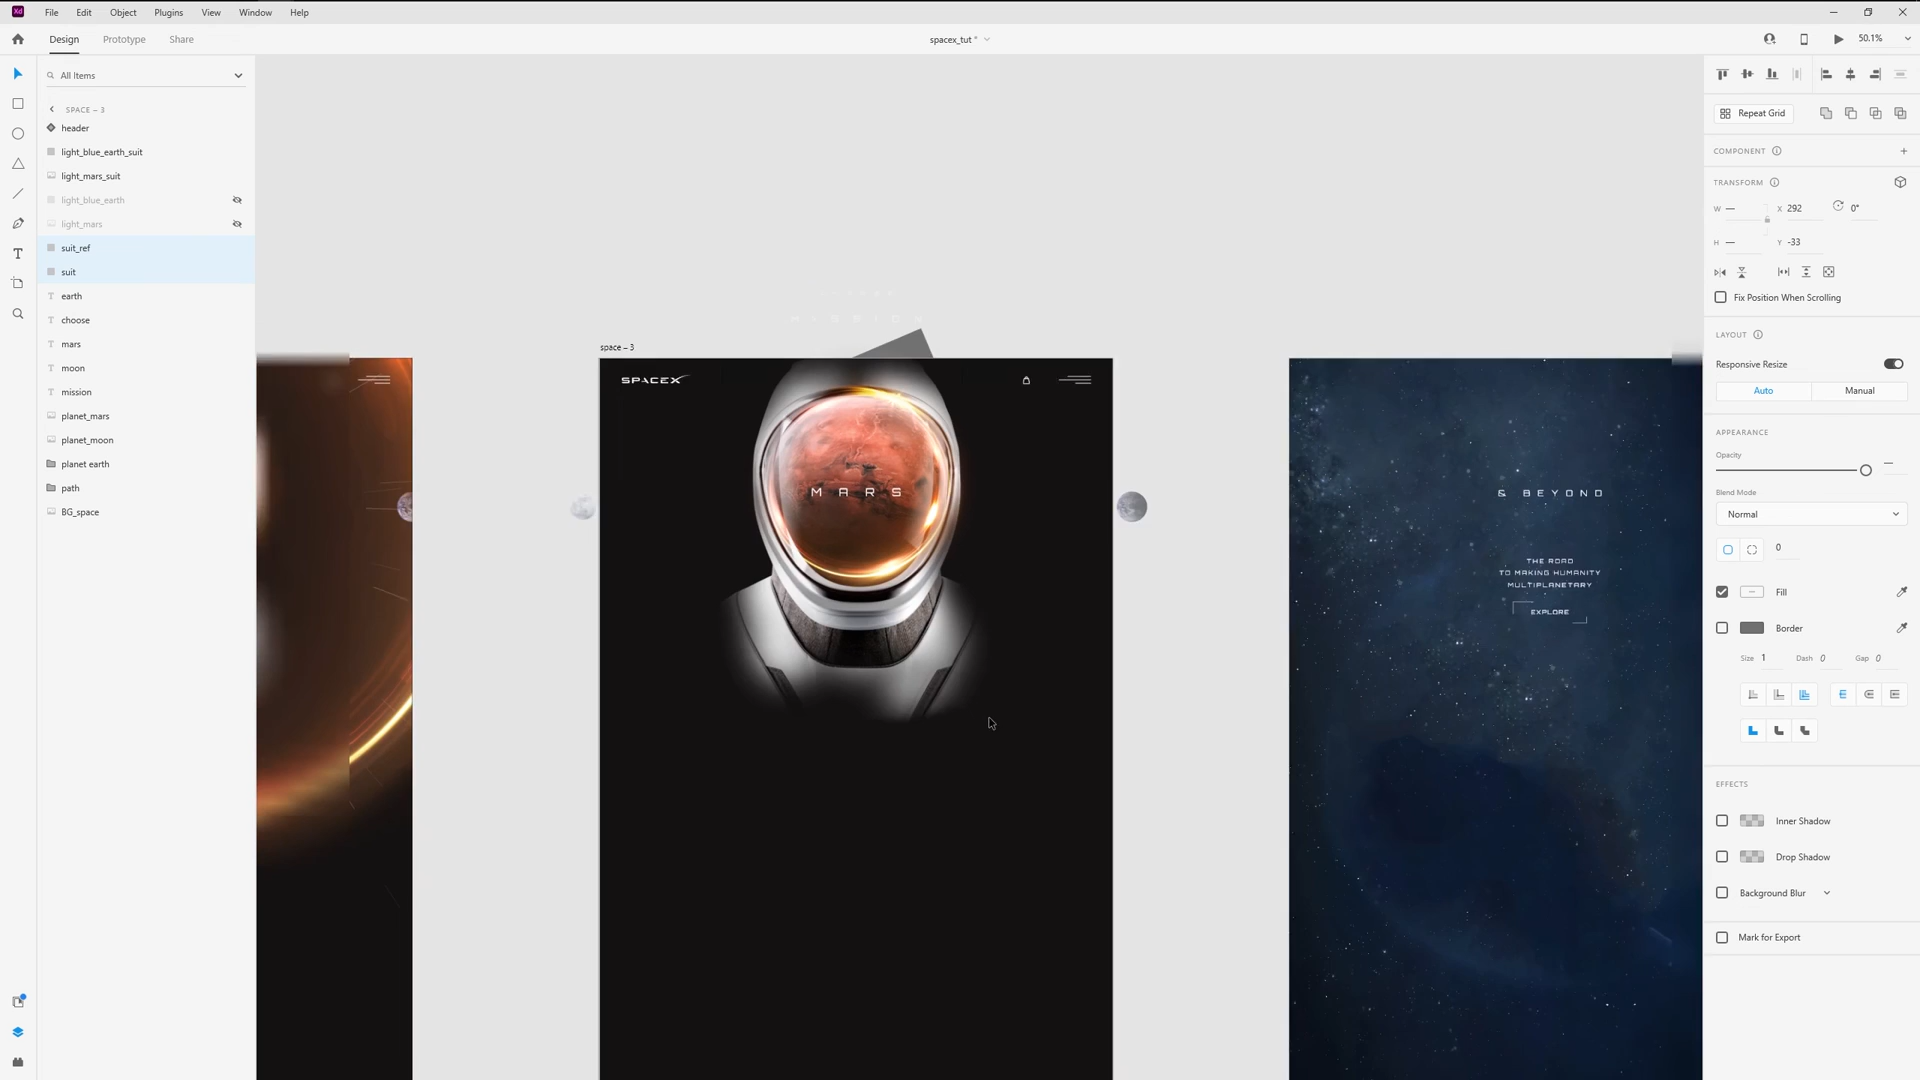 Xd File Edit Object Plugins View Window Help
Design Prototype Share
spacex_tut *
50.1%
All Items
SPACE – 3
header
light_blue_earth_suit
light_mars_suit
light_blue_earth
light_mars
suit_ref
suit
T earth
T choose
T mars
T moon
T mission
planet_mars
planet_moon
planet earth
path
BG_space
space – 3
SPACEX
MARS
& BEYOND
THE ROAD
TO MAKING HUMANITY
MULTIPLANETARY
EXPLORE
Repeat Grid
COMPONENT
TRANSFORM
W — X 292 0°
H — Y -33
Fix Position When Scrolling
LAYOUT
Responsive Resize
Auto Manual
APPEARANCE
Opacity
—
Blend Mode
Normal
0
Fill
Border
Size 1 Dash 0 Gap 0
EFFECTS
Inner Shadow
Drop Shadow
Background Blur
Mark for Export